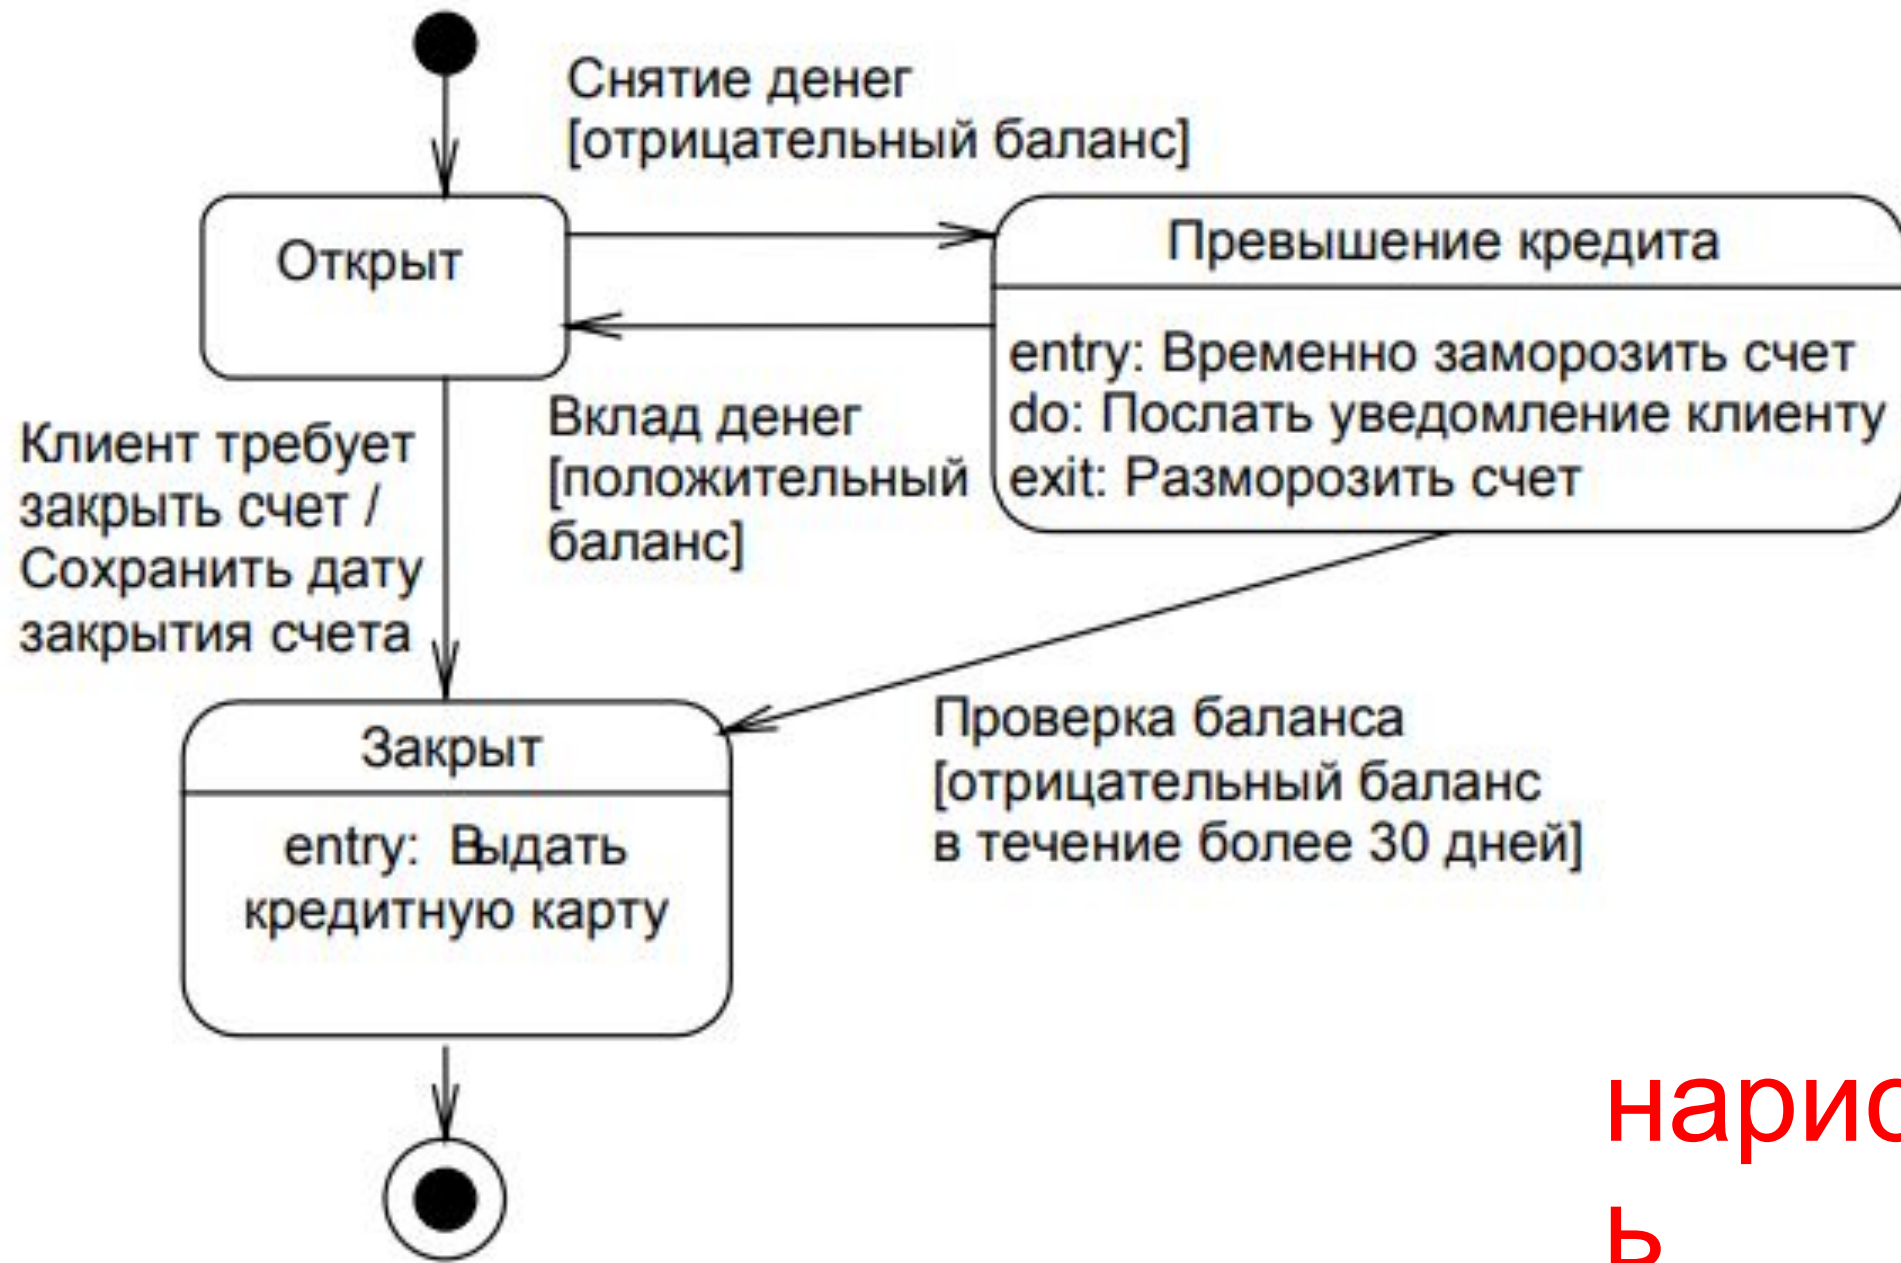 Снятие денег
[отрицательный баланс]
Открыт
Превышение кредита
entry: Временно заморозить счет
do: Послать уведомление клиенту
exit: Разморозить счет
Клиент требует
закрыть счет /
Сохранить дату
закрытия счета
Вклад денег
[положительный
баланс]
Закрыт
entry: Выдать
кредитную карту
Проверка баланса
[отрицательный баланс
в течение более 30 дней]
ь